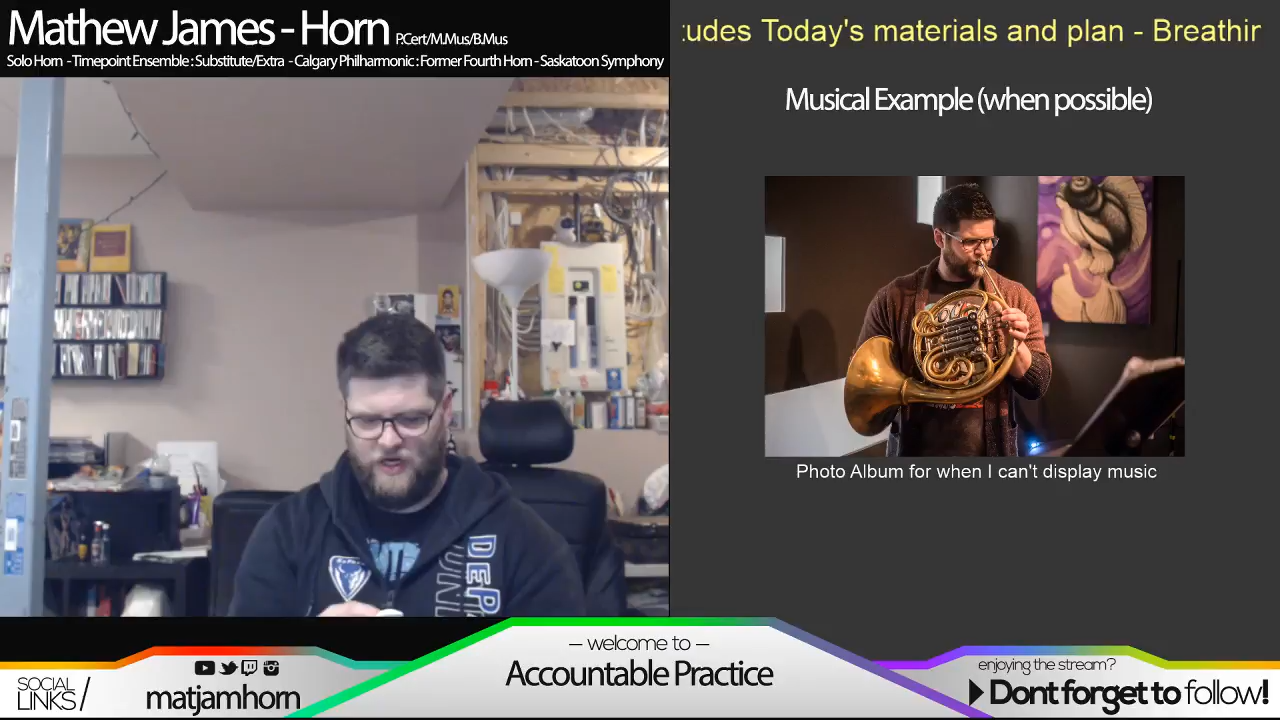 Mathew James - Horn P.Cert/M.Mus/B.Mus
Solo Horn - Timepoint Ensemble : Substitute/Extra - Calgary Philharmonic : Former Fourth Horn - Saskatoon Symphony
tudes Today's materials and plan - Breathin
Musical Example (when possible)
Photo Album for when I can't display music
DEP
— welcome to —
Accountable Practice
SOCIAL
LINKS /
matjamhorn
enjoying the stream?
Dont forget to follow!